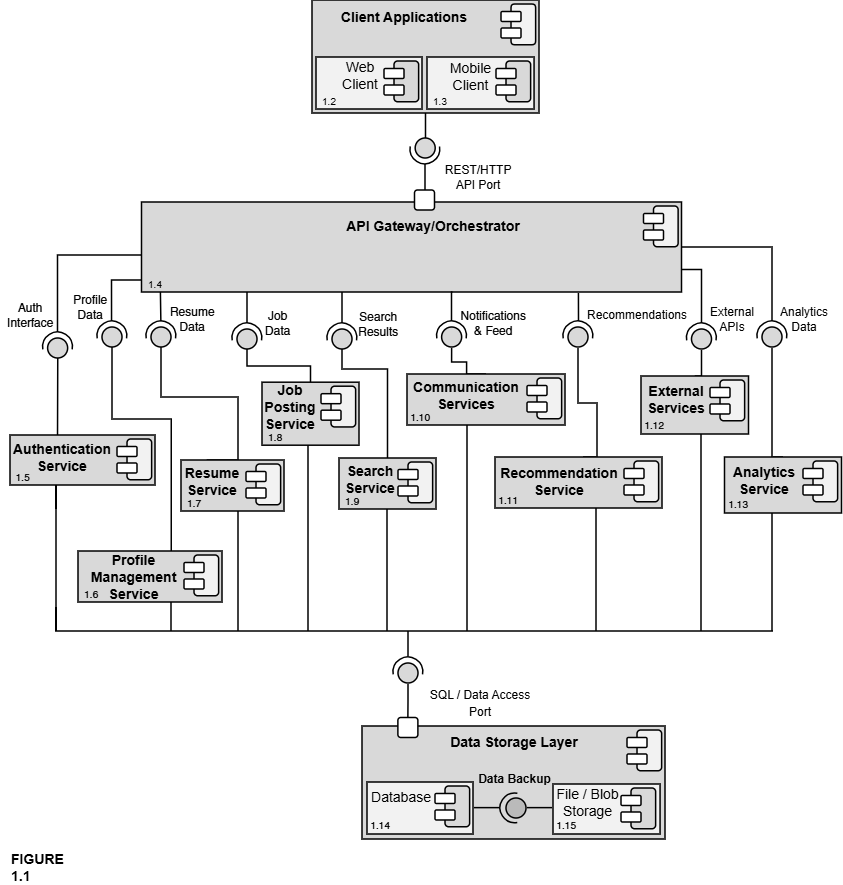 Client Applications
Web
Client
1.2
Mobile
Client
1.3
REST/HTTP
API Port
API Gateway/Orchestrator
1.4
Auth
Interface
Profile
Data
Resume
Data
Job
Data
Search
Results
Notifications
& Feed
Recommendations
External
APIs
Analytics
Data
Authentication
Service
1.5
Profile
Management
Service
1.6
Resume
Service
1.7
Job
Posting
Service
1.8
Search
Service
1.9
Communication
Services
1.10
Recommendation
Service
1.11
External
Services
1.12
Analytics
Service
1.13
SQL / Data Access
Port
Data Storage Layer
Database
1.14
Data Backup
File / Blob
Storage
1.15
FIGURE
1.1